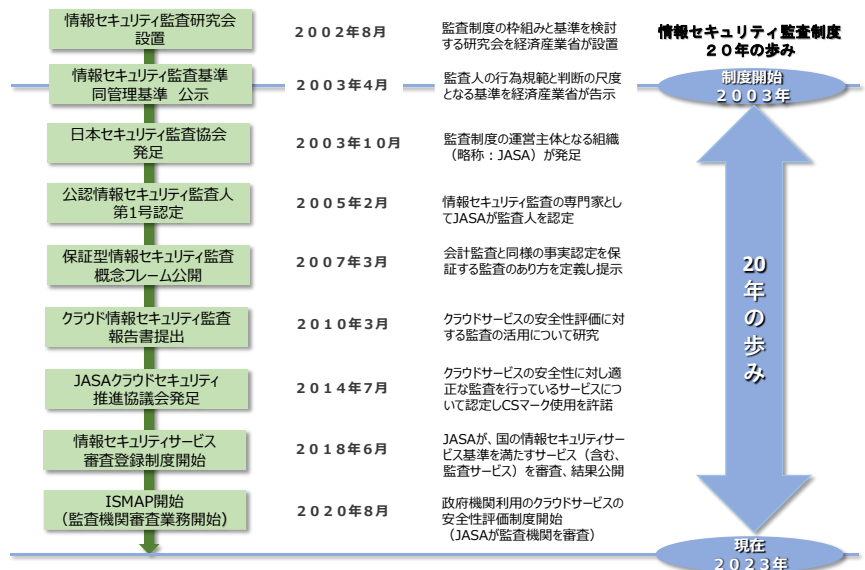 情報セキュリティ監査研究会
設置
2002年8月
監査制度の枠組みと基準を検討
する研究会を経済産業省が設置
情報セキュリティ監査制度
20年の歩み
情報セキュリティ監査基準
同管理基準 公示
2003年4月
監査人の行為規範と判断の尺度
となる基準を経済産業省が告示
制度開始
2003年
日本セキュリティ監査協会
発足
2003年10月
監査制度の運営主体となる組織
（略称：JASA）が発足
公認情報セキュリティ監査人
第1号認定
2005年2月
情報セキュリティ監査の専門家とし
てJASAが監査人を認定
保証型情報セキュリティ監査
概念フレーム公開
2007年3月
会計監査と同様の事実認定を保
証する監査のあり方を定義し提示
20
年
の
歩
み
クラウド情報セキュリティ監査
報告書提出
2010年3月
クラウドサービスの安全性評価に対
する監査の活用について研究
JASAクラウドセキュリティ
推進協議会発足
2014年7月
クラウドサービスの安全性に対し適
正な監査を行っているサービスにつ
いて認定しCSマーク使用を許諾
情報セキュリティサービス
審査登録制度開始
2018年6月
JASAが、国の情報セキュリティサー
ビス基準を満たすサービス（含む、
監査サービス）を審査、結果公開
ISMAP開始
（監査機関審査業務開始）
2020年8月
政府機関利用のクラウドサービスの
安全性評価制度開始
（JASAが監査機関を審査）
現在
2023年